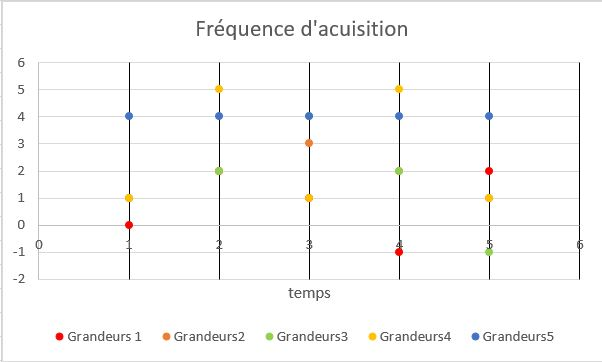 Fréquence d'acuisition
6
5
4
3
2
1
0
0 1 2 3 4 5 6
-1
-2
temps
Grandeurs 1 Grandeurs2 Grandeurs3 Grandeurs4 Grandeurs5